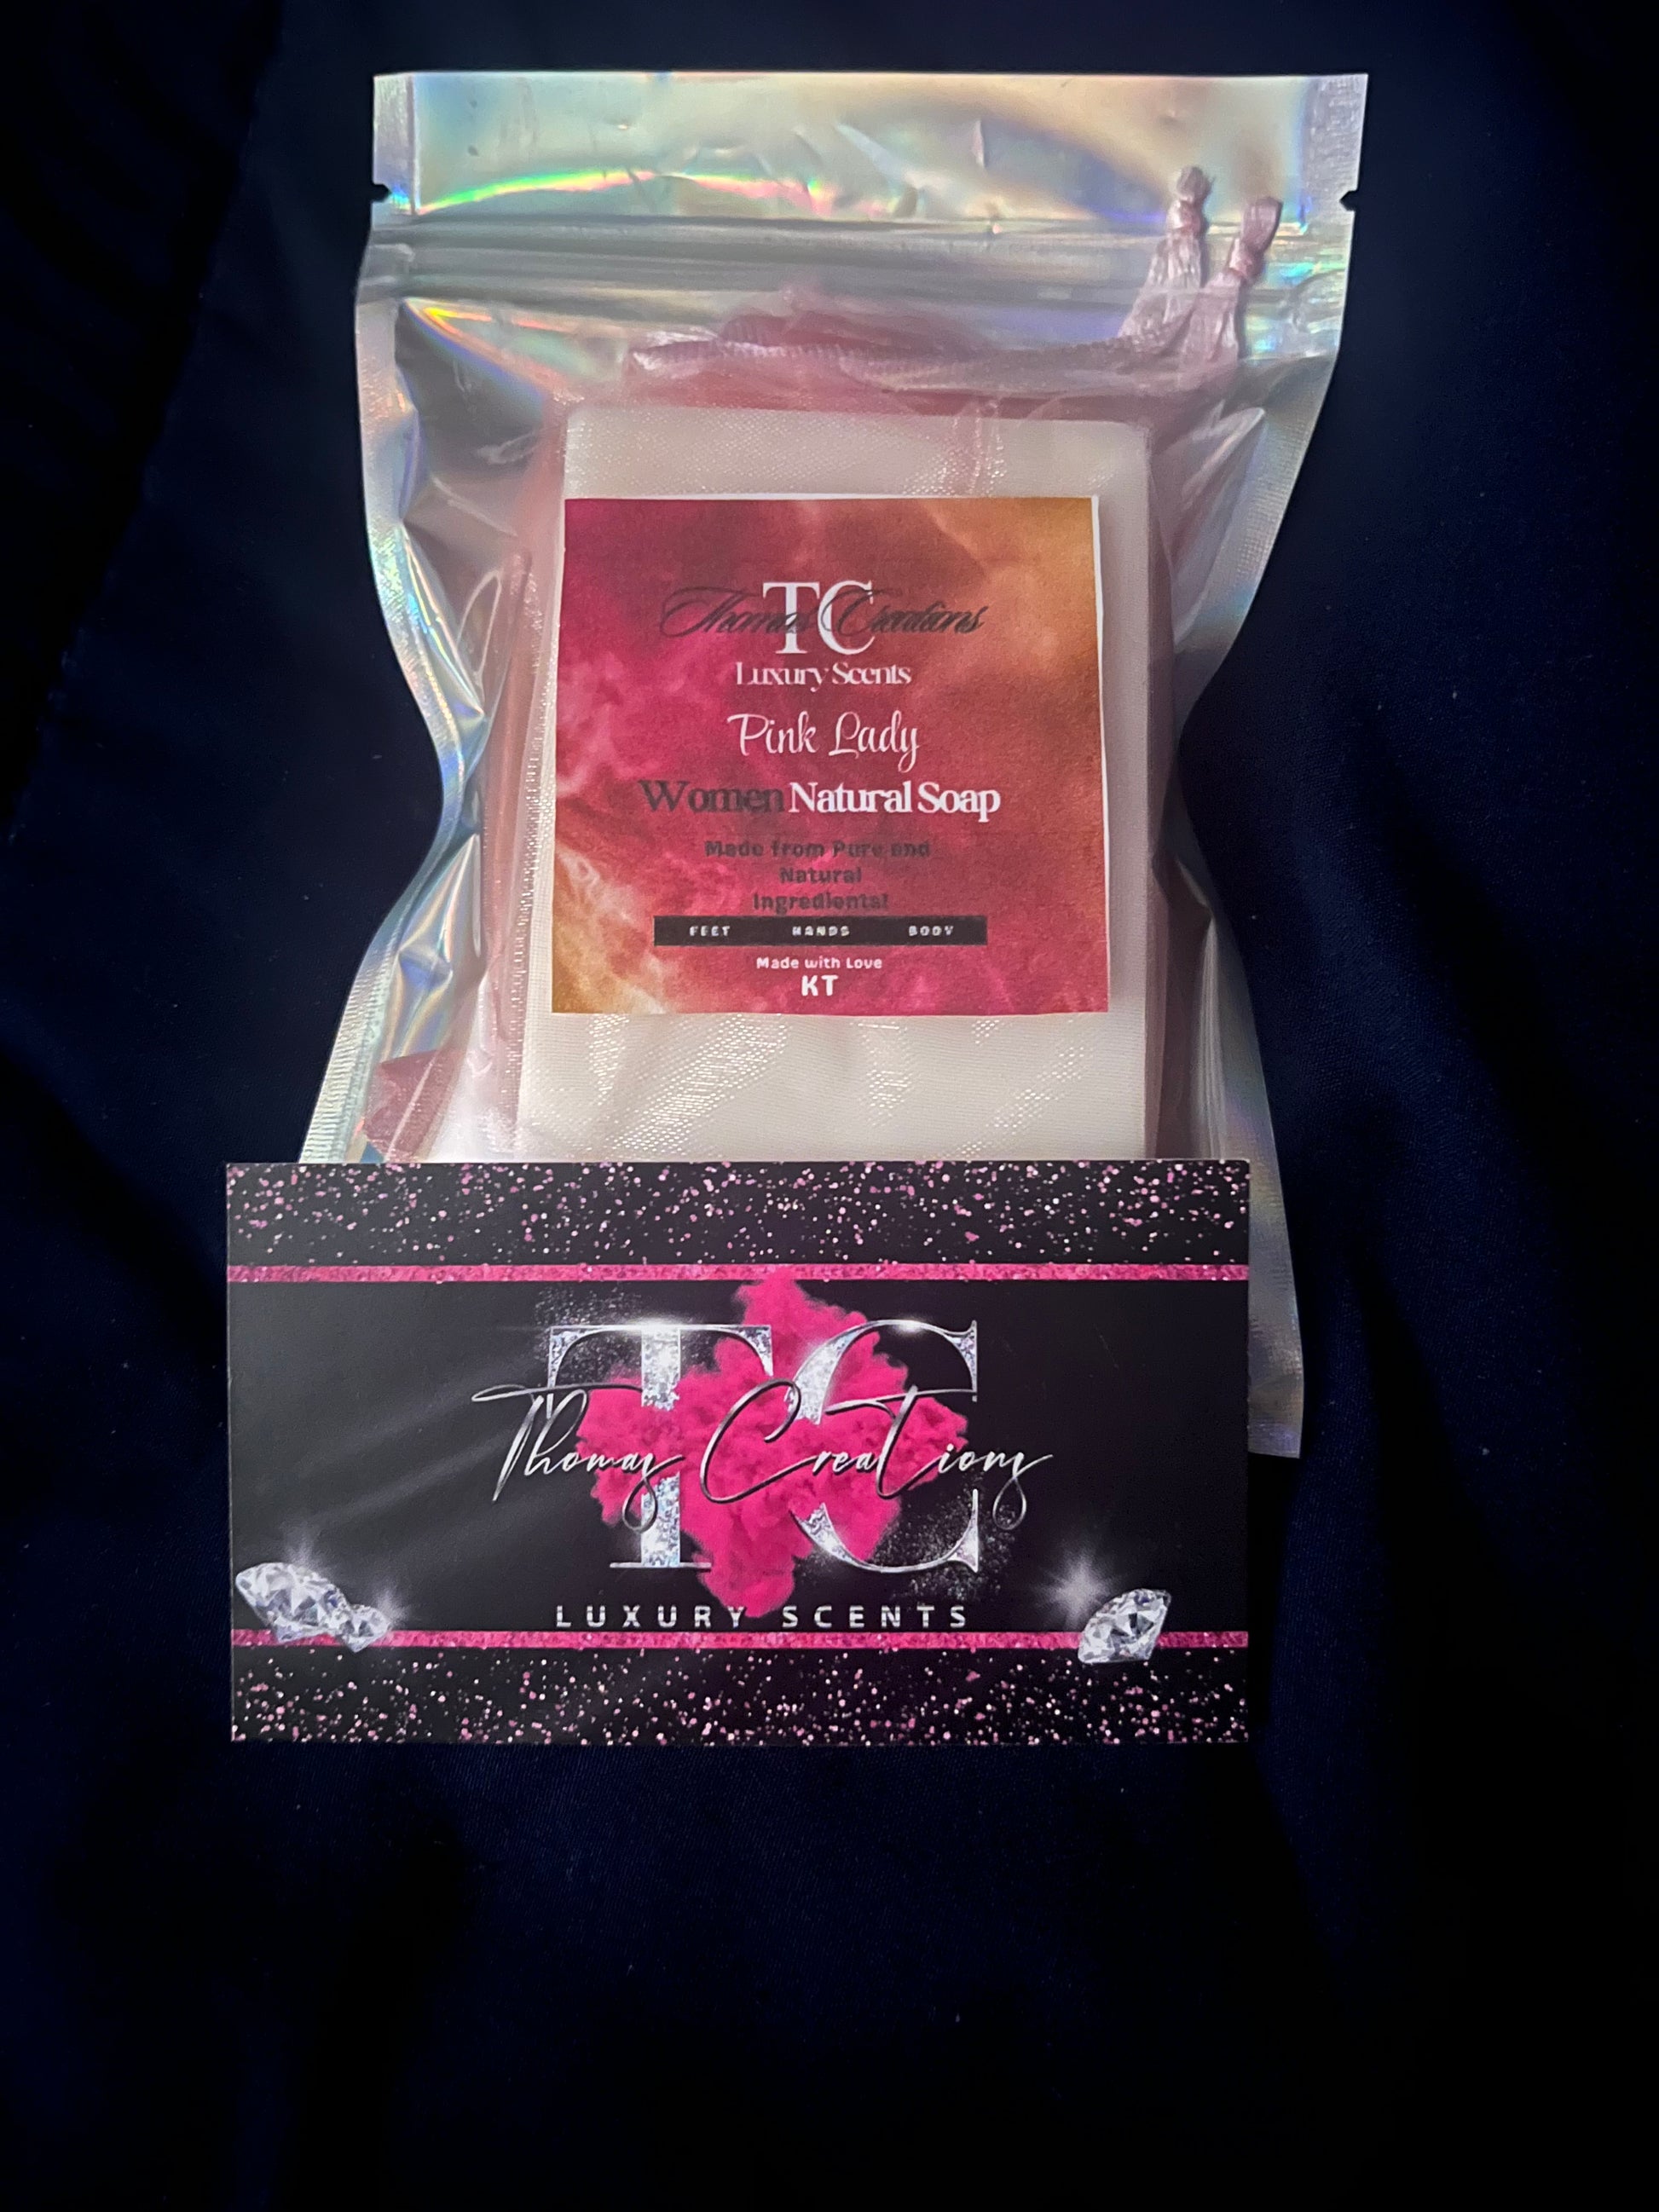 TC
Thomas Creations
Luxury Scents
Pink Lady
Women Natural Soap
Made from Pure and
Natural
Ingredients!
FEET HANDS BODY
Made with Love
KT
TC
Thomas Creations
LUXURY SCENTS